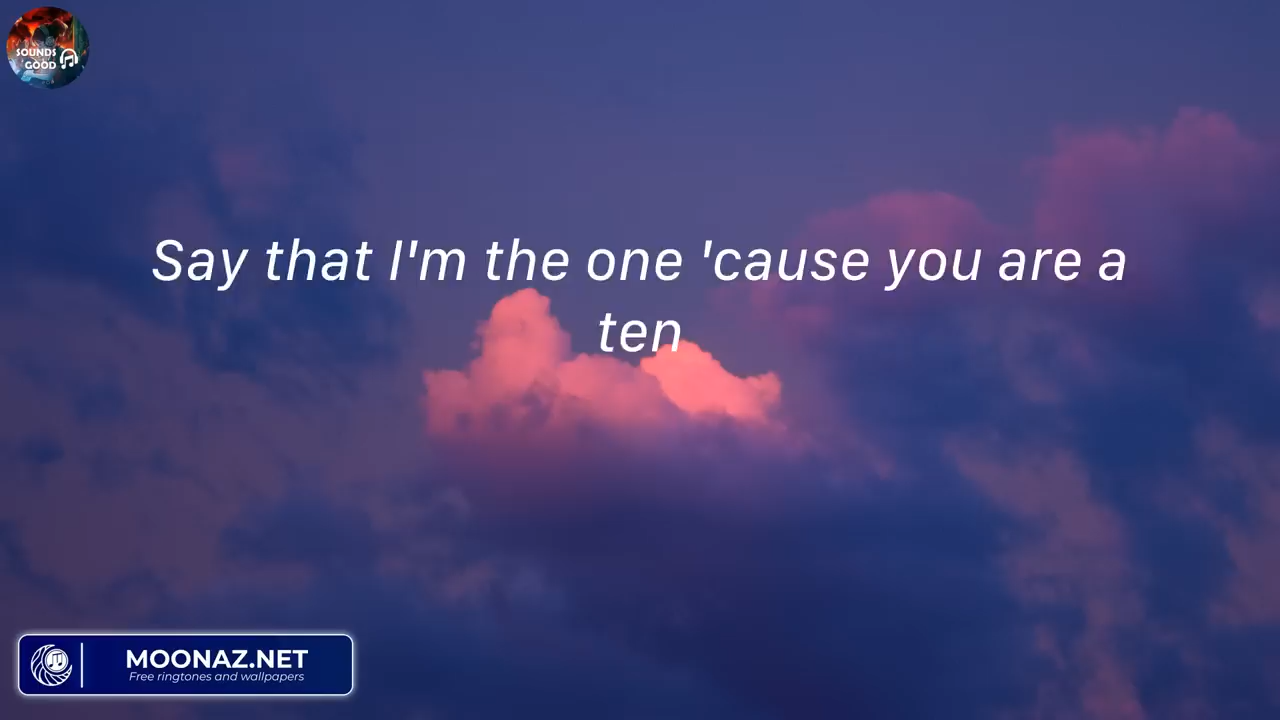 SOUNDS
GOOD
Say that I'm the one 'cause you are a
ten
MOONAZ.NET
Free ringtones and wallpapers